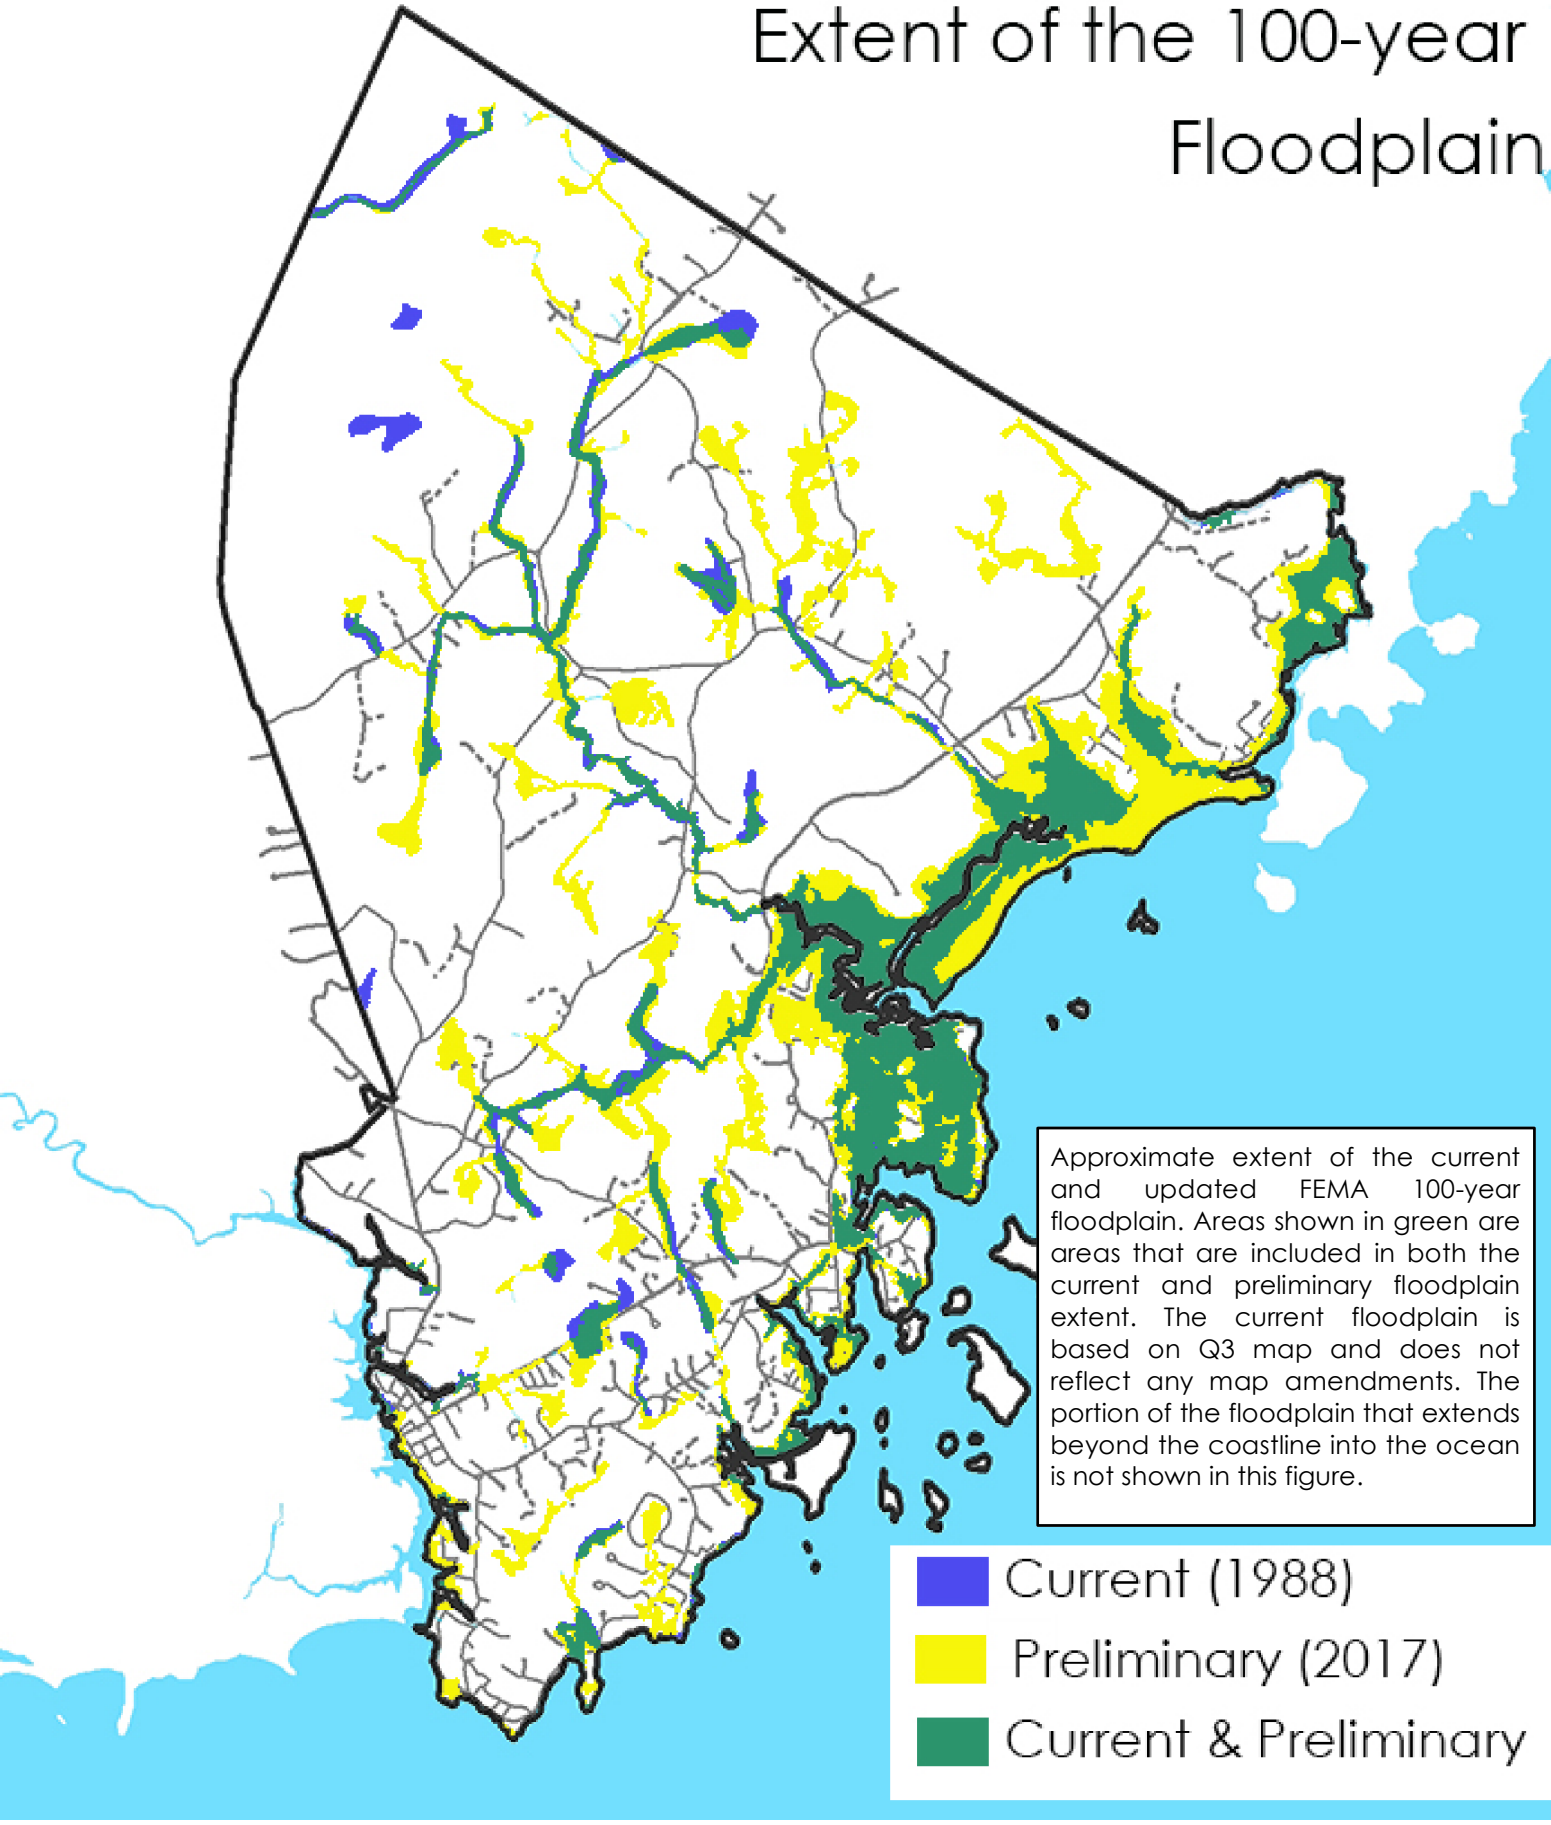 Extent of the 100-year
Floodplain
Approximate extent of the current
and updated FEMA 100-year
floodplain. Areas shown in green are
areas that are included in both the
current and preliminary floodplain
extent. The current floodplain is
based on Q3 map and does not
reflect any map amendments. The
portion of the floodplain that extends
beyond the coastline into the ocean
is not shown in this figure.
Current (1988)
Preliminary (2017)
Current & Preliminary